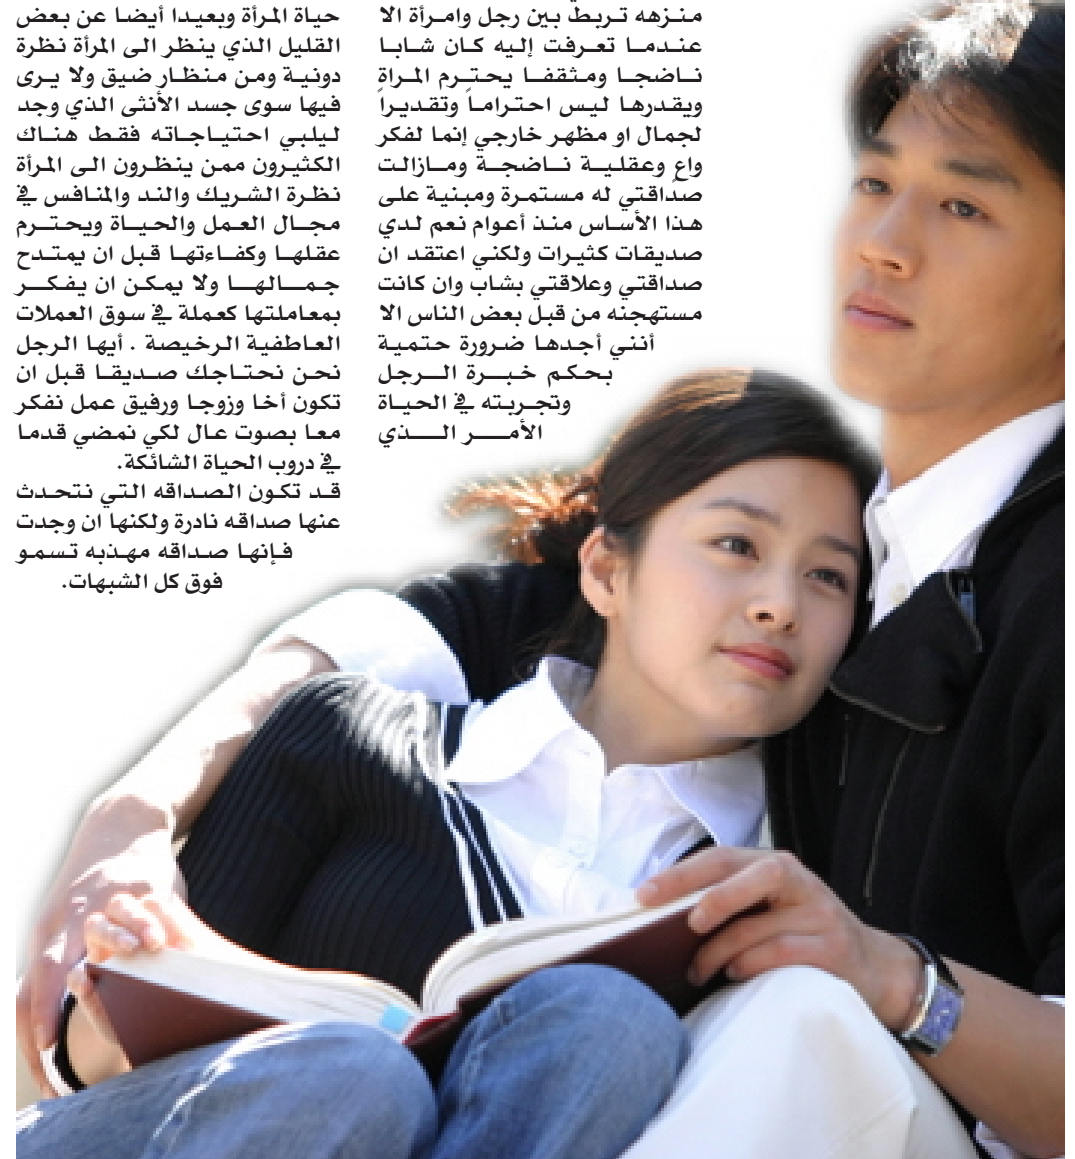 منزهه تربط بين رجل وامرأة الا
عندما تعرفت إليه كان شابا
ناضجا ومثقفا يحترم المراة
ويقدرها ليس احتراماً وتقديراً
لجمال او مظهر خارجي إنما لفكر
واع وعقلية ناضجة ومازالت
صداقتي له مستمرة ومبنية على
هذا الأساس منذ أعوام نعم لدي
صديقات كثيرات ولكني اعتقد ان
صداقتي وعلاقتي بشاب وان كانت
مستهجنه من قبل بعض الناس الا
أنني أجدها ضرورة حتمية
بحكم خبرة الرجل
وتجربته في الحياة
الأمر الذي
حياة المرأة وبعيدا أيضا عن بعض
القليل الذي ينظر الى المرأة نظرة
دونية ومن منظار ضيق ولا يرى
فيها سوى جسد الأنثى الذي وجد
ليلبي احتياجاته فقط هناك
الكثيرون ممن ينظرون الى المرأة
نظرة الشريك والند والمنافس في
مجال العمل والحياة ويحترم
عقلها وكفاءتها قبل ان يمتدح
جمالها ولا يمكن ان يفكر
بمعاملتها كعملة في سوق العملات
العاطفية الرخيصة . أيها الرجل
نحن نحتاجك صديقا قبل ان
تكون أخا وزوجا ورفيق عمل نفكر
معا بصوت عال لكي نمضي قدما
في دروب الحياة الشائكة.
قد تكون الصداقه التي نتحدث
عنها صداقه نادرة ولكنها ان وجدت
فإنها صداقه مهذبه تسمو
فوق كل الشبهات.